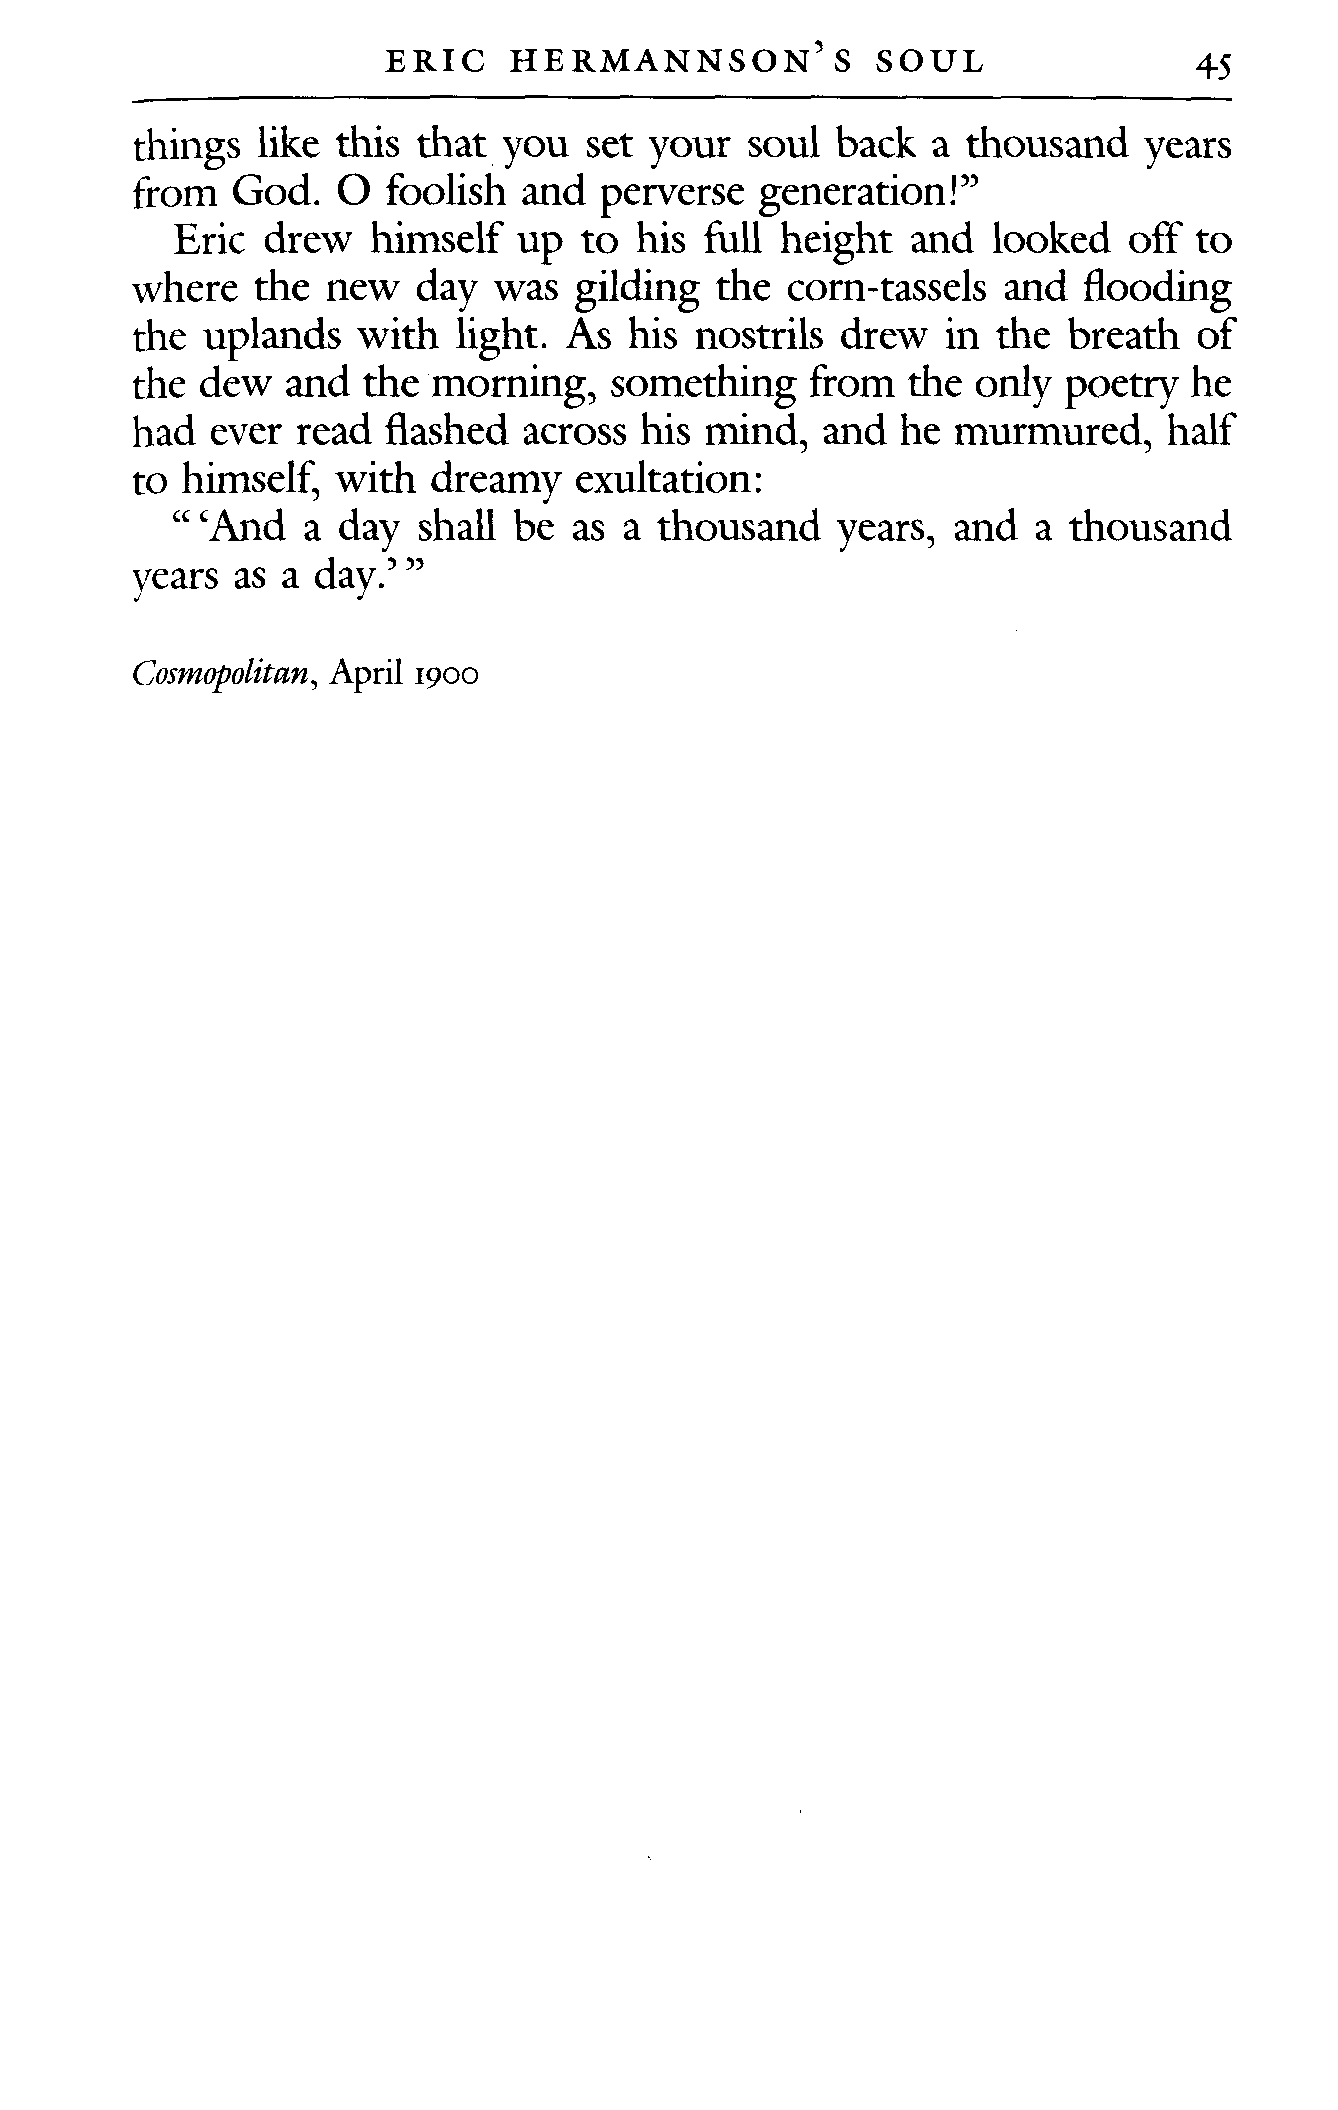 ERIC HERMANNSON’S SOUL 45
things like this that you set your soul back a thousand years
from God. O foolish and perverse generation!”
Eric drew himself up to his full height and looked off to
where the new day was gilding the corn-tassels and flooding
the uplands with light. As his nostrils drew in the breath of
the dew and the morning, something from the only poetry he
had ever read flashed across his mind, and he murmured, half
to himself, with dreamy exultation:
“ ‘And a day shall be as a thousand years, and a thousand
years as a day.’ ”
Cosmopolitan, April 1900